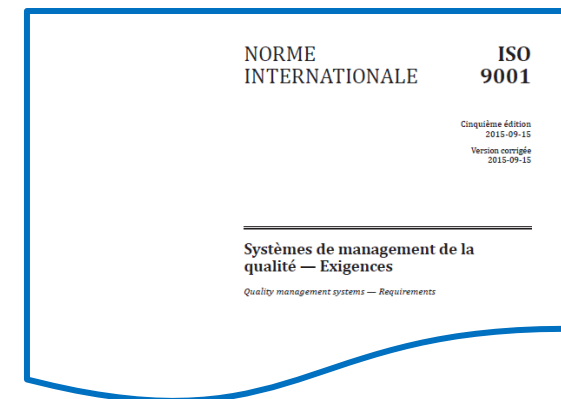 NORME
INTERNATIONALE
ISO
9001
Cinquième édition
2015-09-15
Version corrigée
2015-09-15
Systèmes de management de la
qualité — Exigences
Quality management systems — Requirements